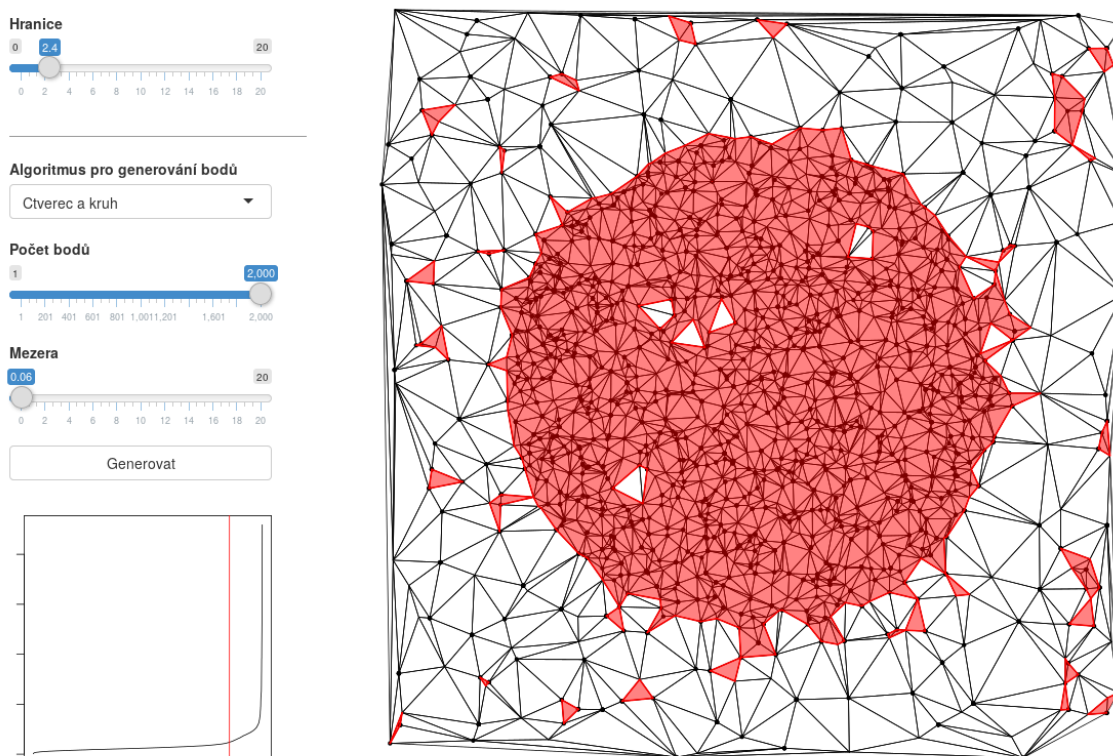 Hranice
0 2.4 20
0 2 4 6 8 10 12 14 16 18 20
Algoritmus pro generování bodů
Ctverec a kruh
Počet bodů
1 2,000
1 201 401 601 801 1,001 1,201 1,601 2,000
Mezera
0.06 20
0 2 4 6 8 10 12 14 16 18 20
Generovat